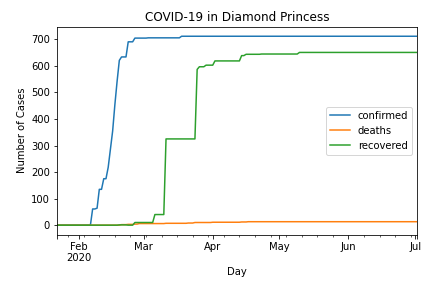 COVID-19 in Diamond Princess
Number of Cases
700
600
500
400
300
200
100
0
confirmed
deaths
recovered
Feb
2020
Mar
Apr
May
Jun
Jul
Day